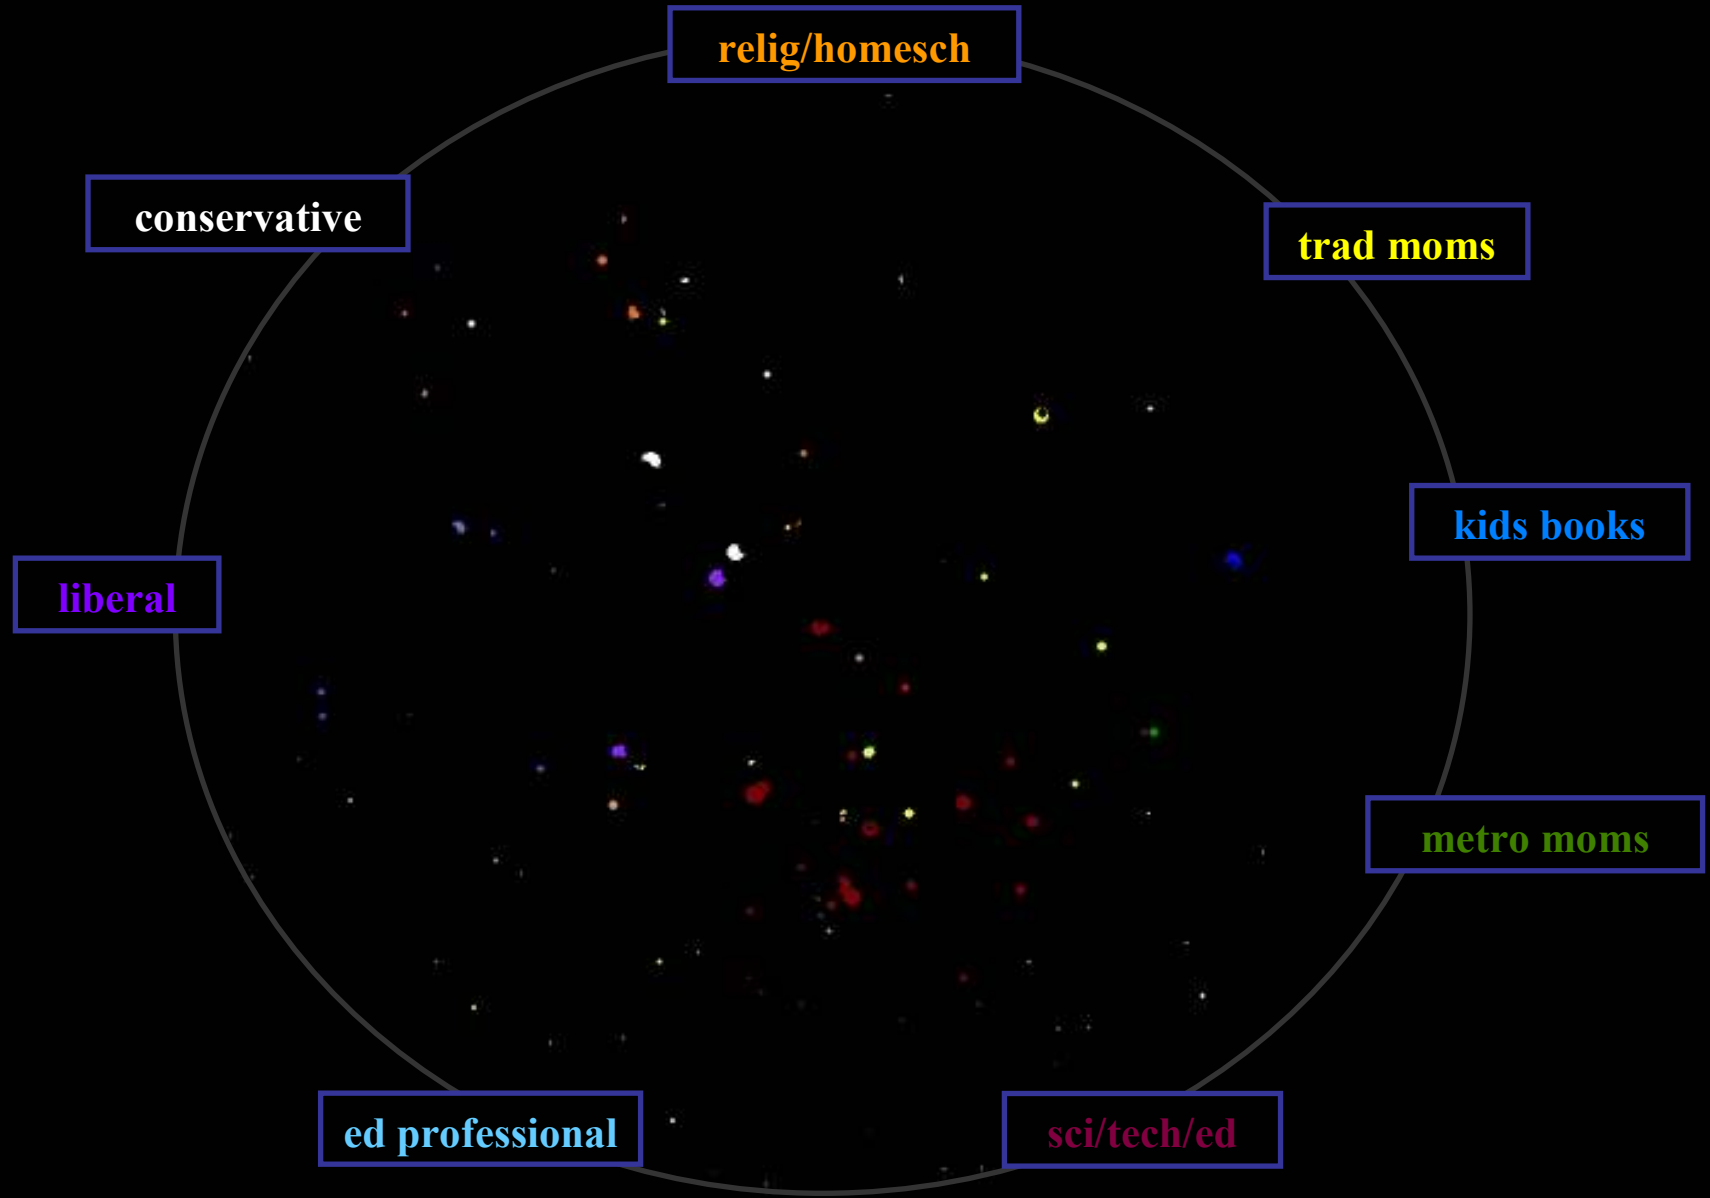 relig/homesch
conservative
trad moms
kids books
liberal
metro moms
ed professional
sci/tech/ed